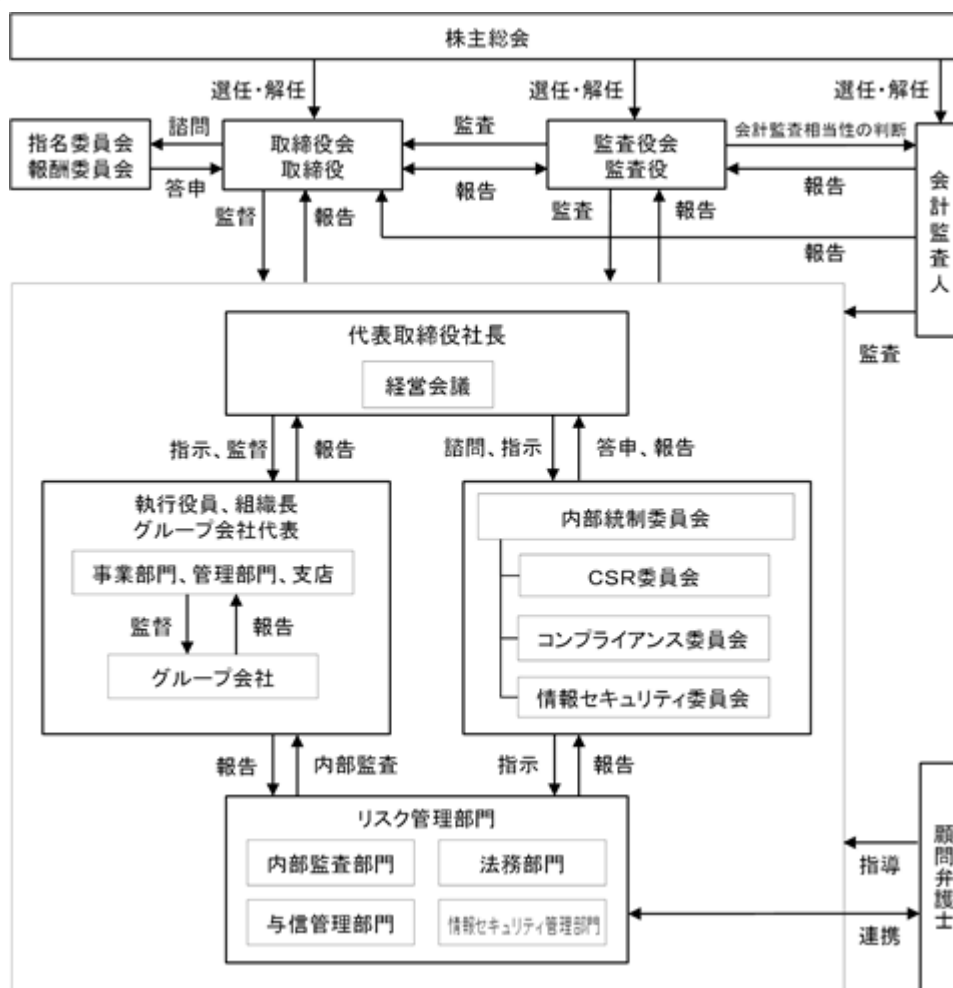 株主総会
選任・解任
選任・解任
選任・解任
指名委員会
報酬委員会
諮問
答申
取締役会
取締役
監査
報告
監査役会
監査役
会計監査相当性の判断
報告
会計監査人
監督
報告
監査
報告
報告
監査
代表取締役社長
経営会議
指示、監督
報告
諮問、指示
答申、報告
執行役員、組織長
グループ会社代表
事業部門、管理部門、支店
監督
報告
グループ会社
内部統制委員会
CSR委員会
コンプライアンス委員会
情報セキュリティ委員会
報告
内部監査
指示
報告
リスク管理部門
内部監査部門
法務部門
与信管理部門
情報セキュリティ管理部門
指導
連携
顧問弁護士